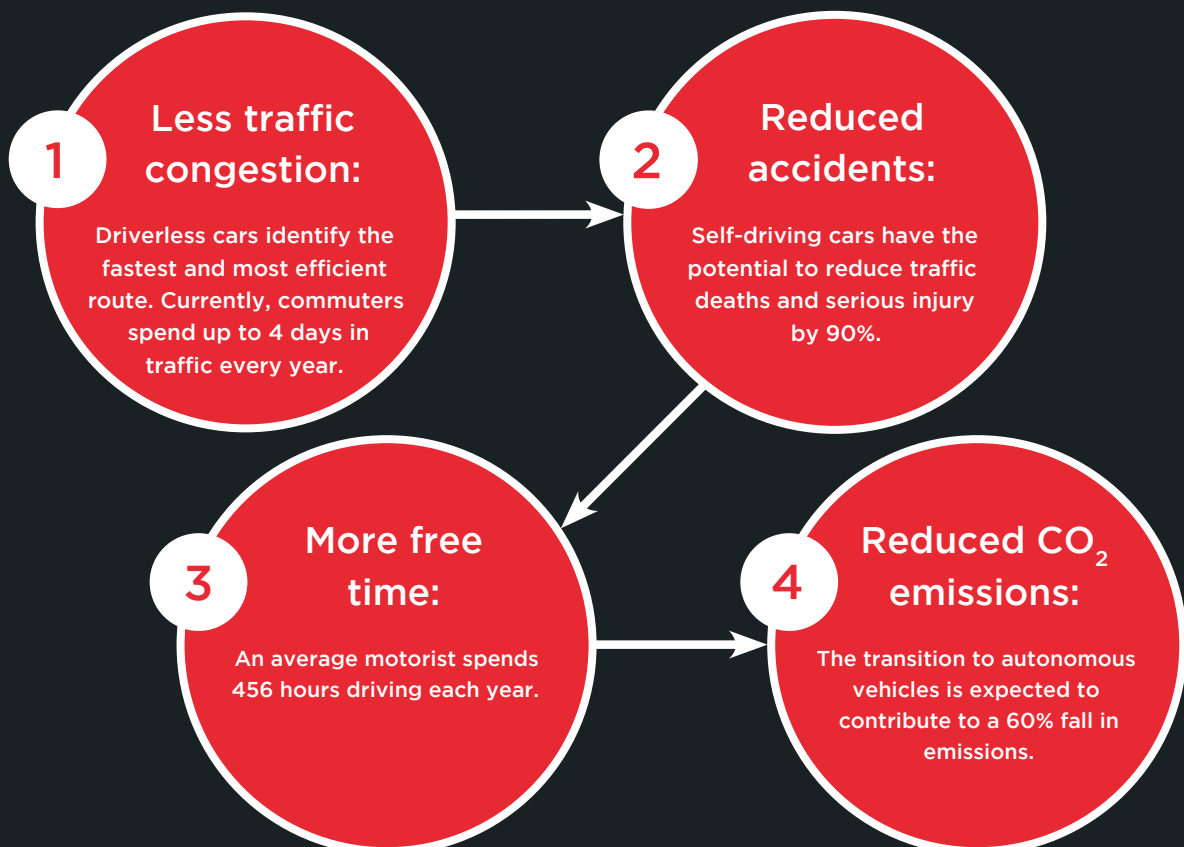 1
Less traffic
congestion:
Driverless cars identify the
fastest and most efficient
route. Currently, commuters
spend up to 4 days in
traffic every year.
2
Reduced
accidents:
Self-driving cars have the
potential to reduce traffic
deaths and serious injury
by 90%.
3
More free
time:
An average motorist spends
456 hours driving each year.
4
Reduced CO₂
emissions:
The transition to autonomous
vehicles is expected to
contribute to a 60% fall in
emissions.